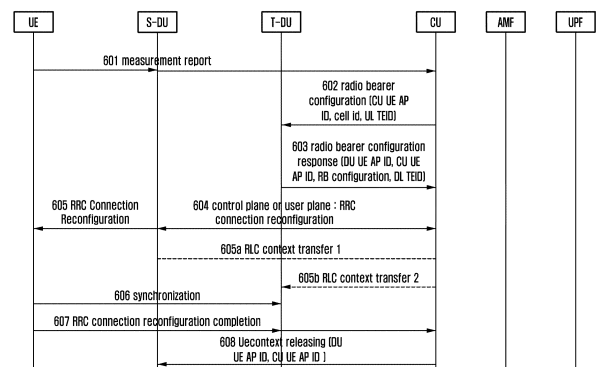 UE
S-DU
T-DU
CU
AMF
UPF
601 measurement report
602 radio bearer
configuration (CU UE AP
ID, cell id, UL TEID)
603 radio bearer configuration
response (DU UE AP ID, CU UE
AP ID, RB configuration, DL TEID)
605 RRC Connection
Reconfiguration
604 control plane or user plane : RRC
connection reconfiguration
605a RLC context transfer 1
605b RLC context transfer 2
606 synchronization
607 RRC connection reconfiguration completion
608 Uecontext releasing (DU
UE AP ID, CU UE AP ID )